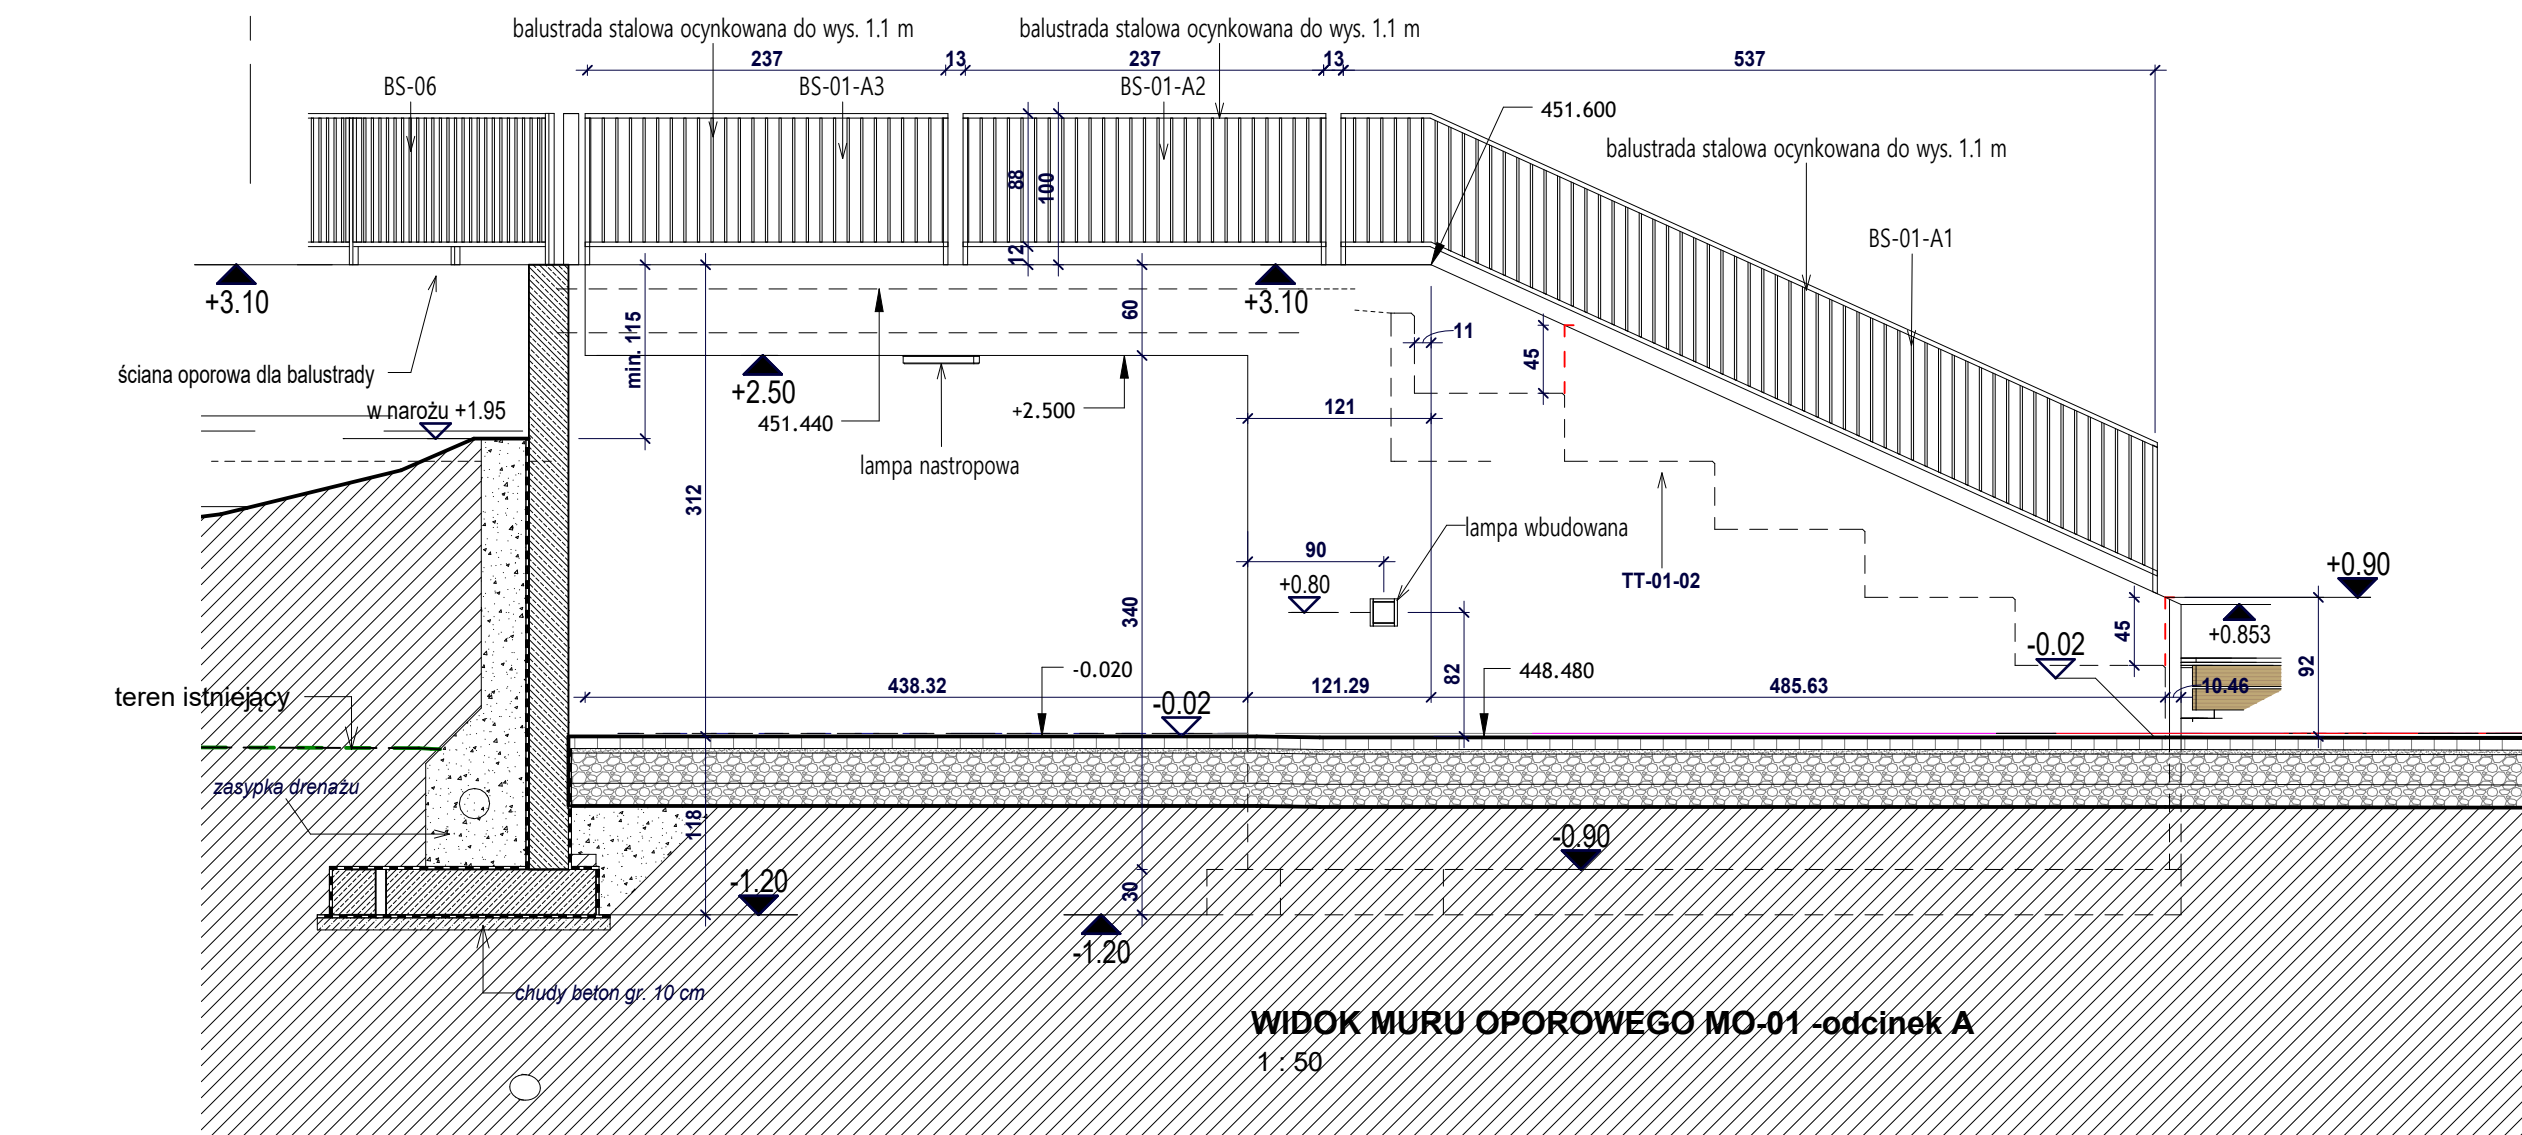 balustrada stalowa ocynkowana do wys. 1.1 m
balustrada stalowa ocynkowana do wys. 1.1 m
237
13
237
13
537
BS-06
BS-01-A3
BS-01-A2
451.600
balustrada stalowa ocynkowana do wys. 1.1 m
88
100
12
BS-01-A1
+3.10
+3.10
60
min. 115
11
45
ściana oporowa dla balustrady
+2.50
451.440
+2.500
121
w narożu +1.95
lampa nastropowa
312
lampa wbudowana
90
+0.80
TT-01-02
+0.90
340
45
+0.853
-0.02
92
82
-0.020
448.480
teren istniejący
438.32
121.29
485.63
10.46
-0.02
zasypka drenażu
118
-0.90
-1.20
30
-1.20
chudy beton gr. 10 cm
WIDOK MURU OPOROWEGO MO-01 -odcinek A
1 : 50